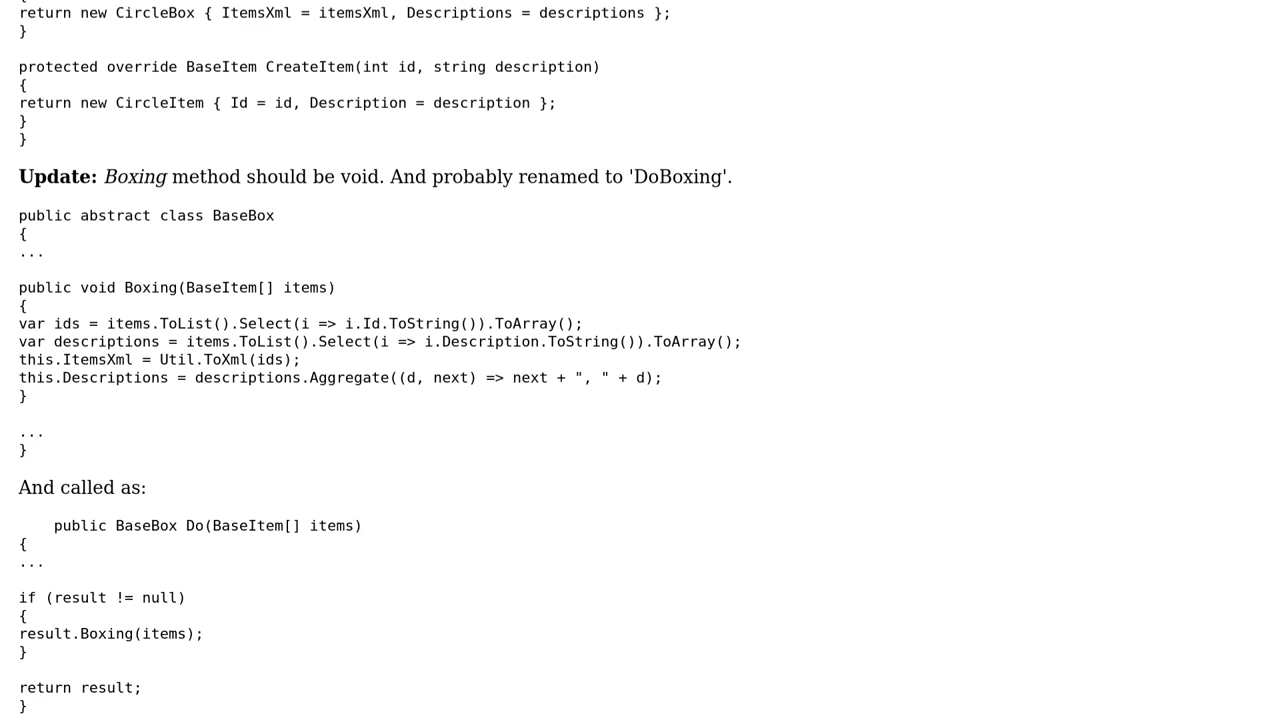 return new CircleBox { ItemsXml = itemsXml, Descriptions = descriptions };
}
protected override BaseItem CreateItem(int id, string description)
{
return new CircleItem { Id = id, Description = description };
}
}
Update: Boxing method should be void. And probably renamed to 'DoBoxing'.
public abstract class BaseBox
{
...
public void Boxing(BaseItem[] items)
{
var ids = items.ToList().Select(i => i.Id.ToString()).ToArray();
var descriptions = items.ToList().Select(i => i.Description.ToString()).ToArray();
this.ItemsXml = Util.ToXml(ids);
this.Descriptions = descriptions.Aggregate((d, next) => next + ", " + d);
}
...
}
And called as:
public BaseBox Do(BaseItem[] items)
{
...
if (result != null)
{
result.Boxing(items);
}
return result;
}